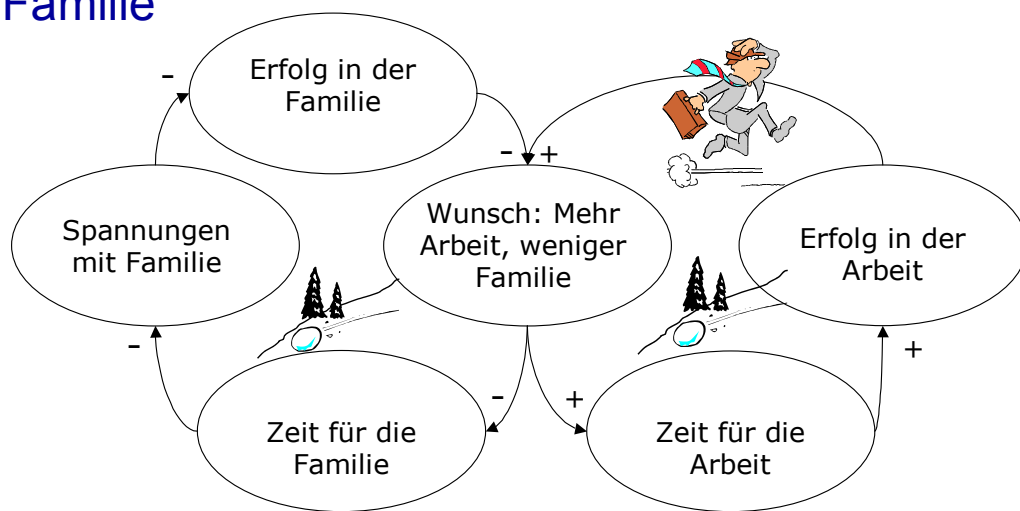 Familie
-
Erfolg in der
Familie
- +
Spannungen
mit Familie
Wunsch: Mehr
Arbeit, weniger
Familie
Erfolg in der
Arbeit
-
+
-
+
Zeit für die
Familie
Zeit für die
Arbeit